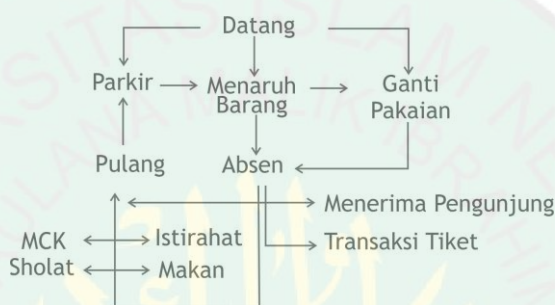 Datang
Parkir
Menaruh
Barang
Ganti
Pakaian
Pulang
Absen
Menerima Pengunjung
MCK
Istirahat
Transaksi Tiket
Sholat
Makan